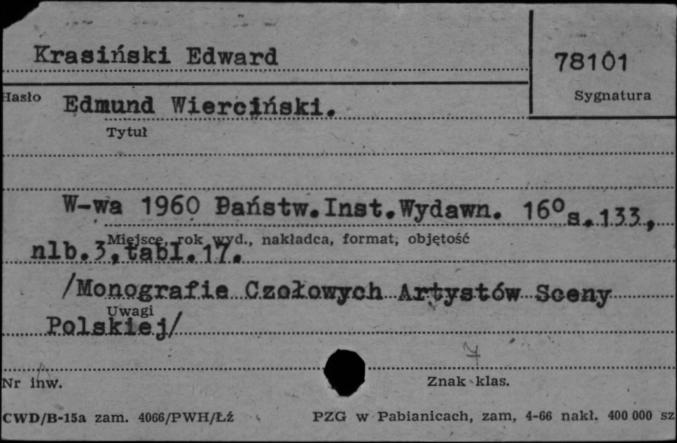 Krasiński Edward
78101
Hasło
Sygnatura
Edmund Wierciński.
Tytuł
W-wa 1960 Państw.Inst.Wydawn. 16° s.133,
Miejsce, rok wyd., nakładca, format, objętość
nlb.3,tabl.17.
/Monografie Czołowych Artystów Sceny
Uwagi
Polskiej/
Nr inw.
Znak klas.
CWD/B-15a zam. 4066/PWH/Łż PZG w Pabianicach, zam, 4-66 nakł. 400 000 sz